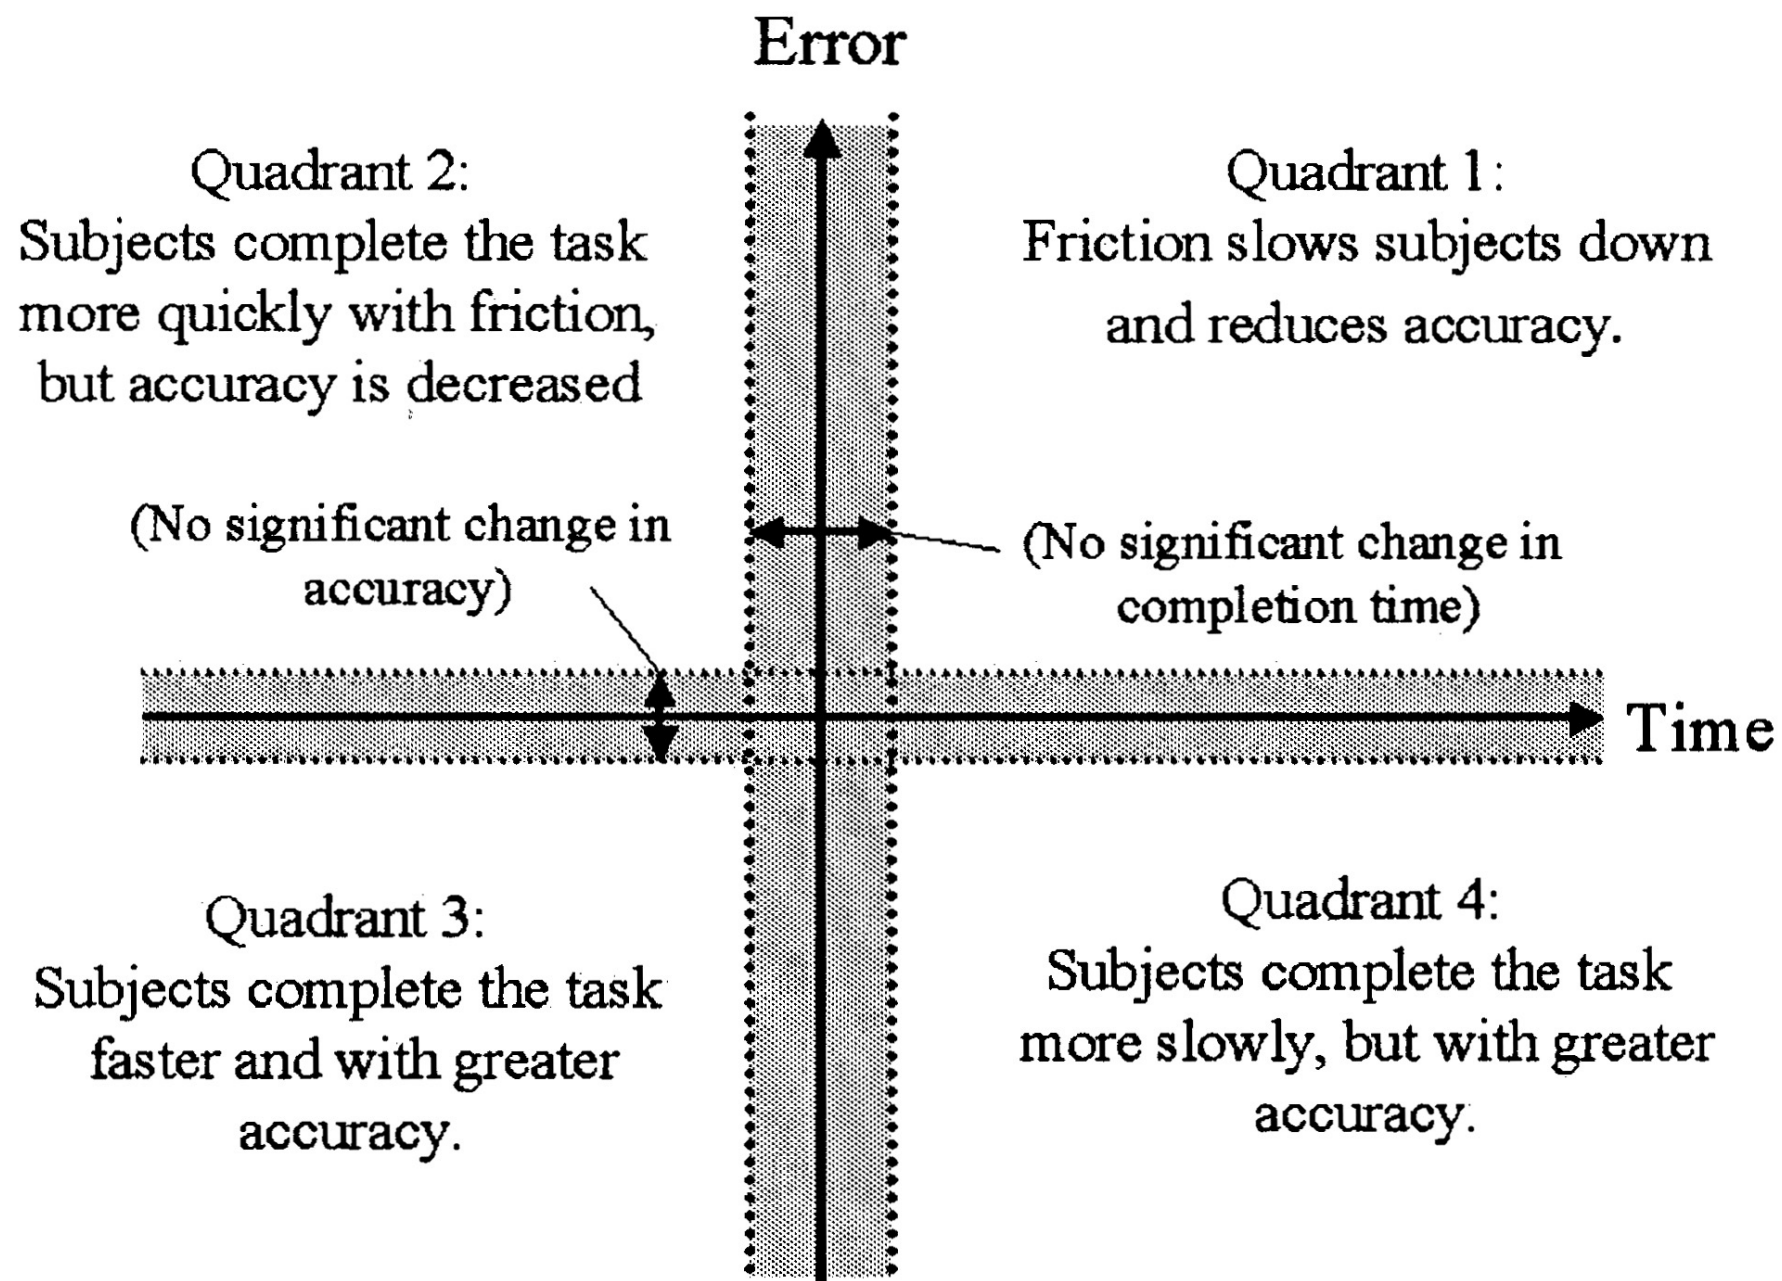 Error
Quadrant 2:
Subjects complete the task
more quickly with friction,
but accuracy is decreased
Quadrant 1:
Friction slows subjects down
and reduces accuracy.
(No significant change in
accuracy)
(No significant change in
completion time)
Time
Quadrant 3:
Subjects complete the task
faster and with greater
accuracy.
Quadrant 4:
Subjects complete the task
more slowly, but with greater
accuracy.